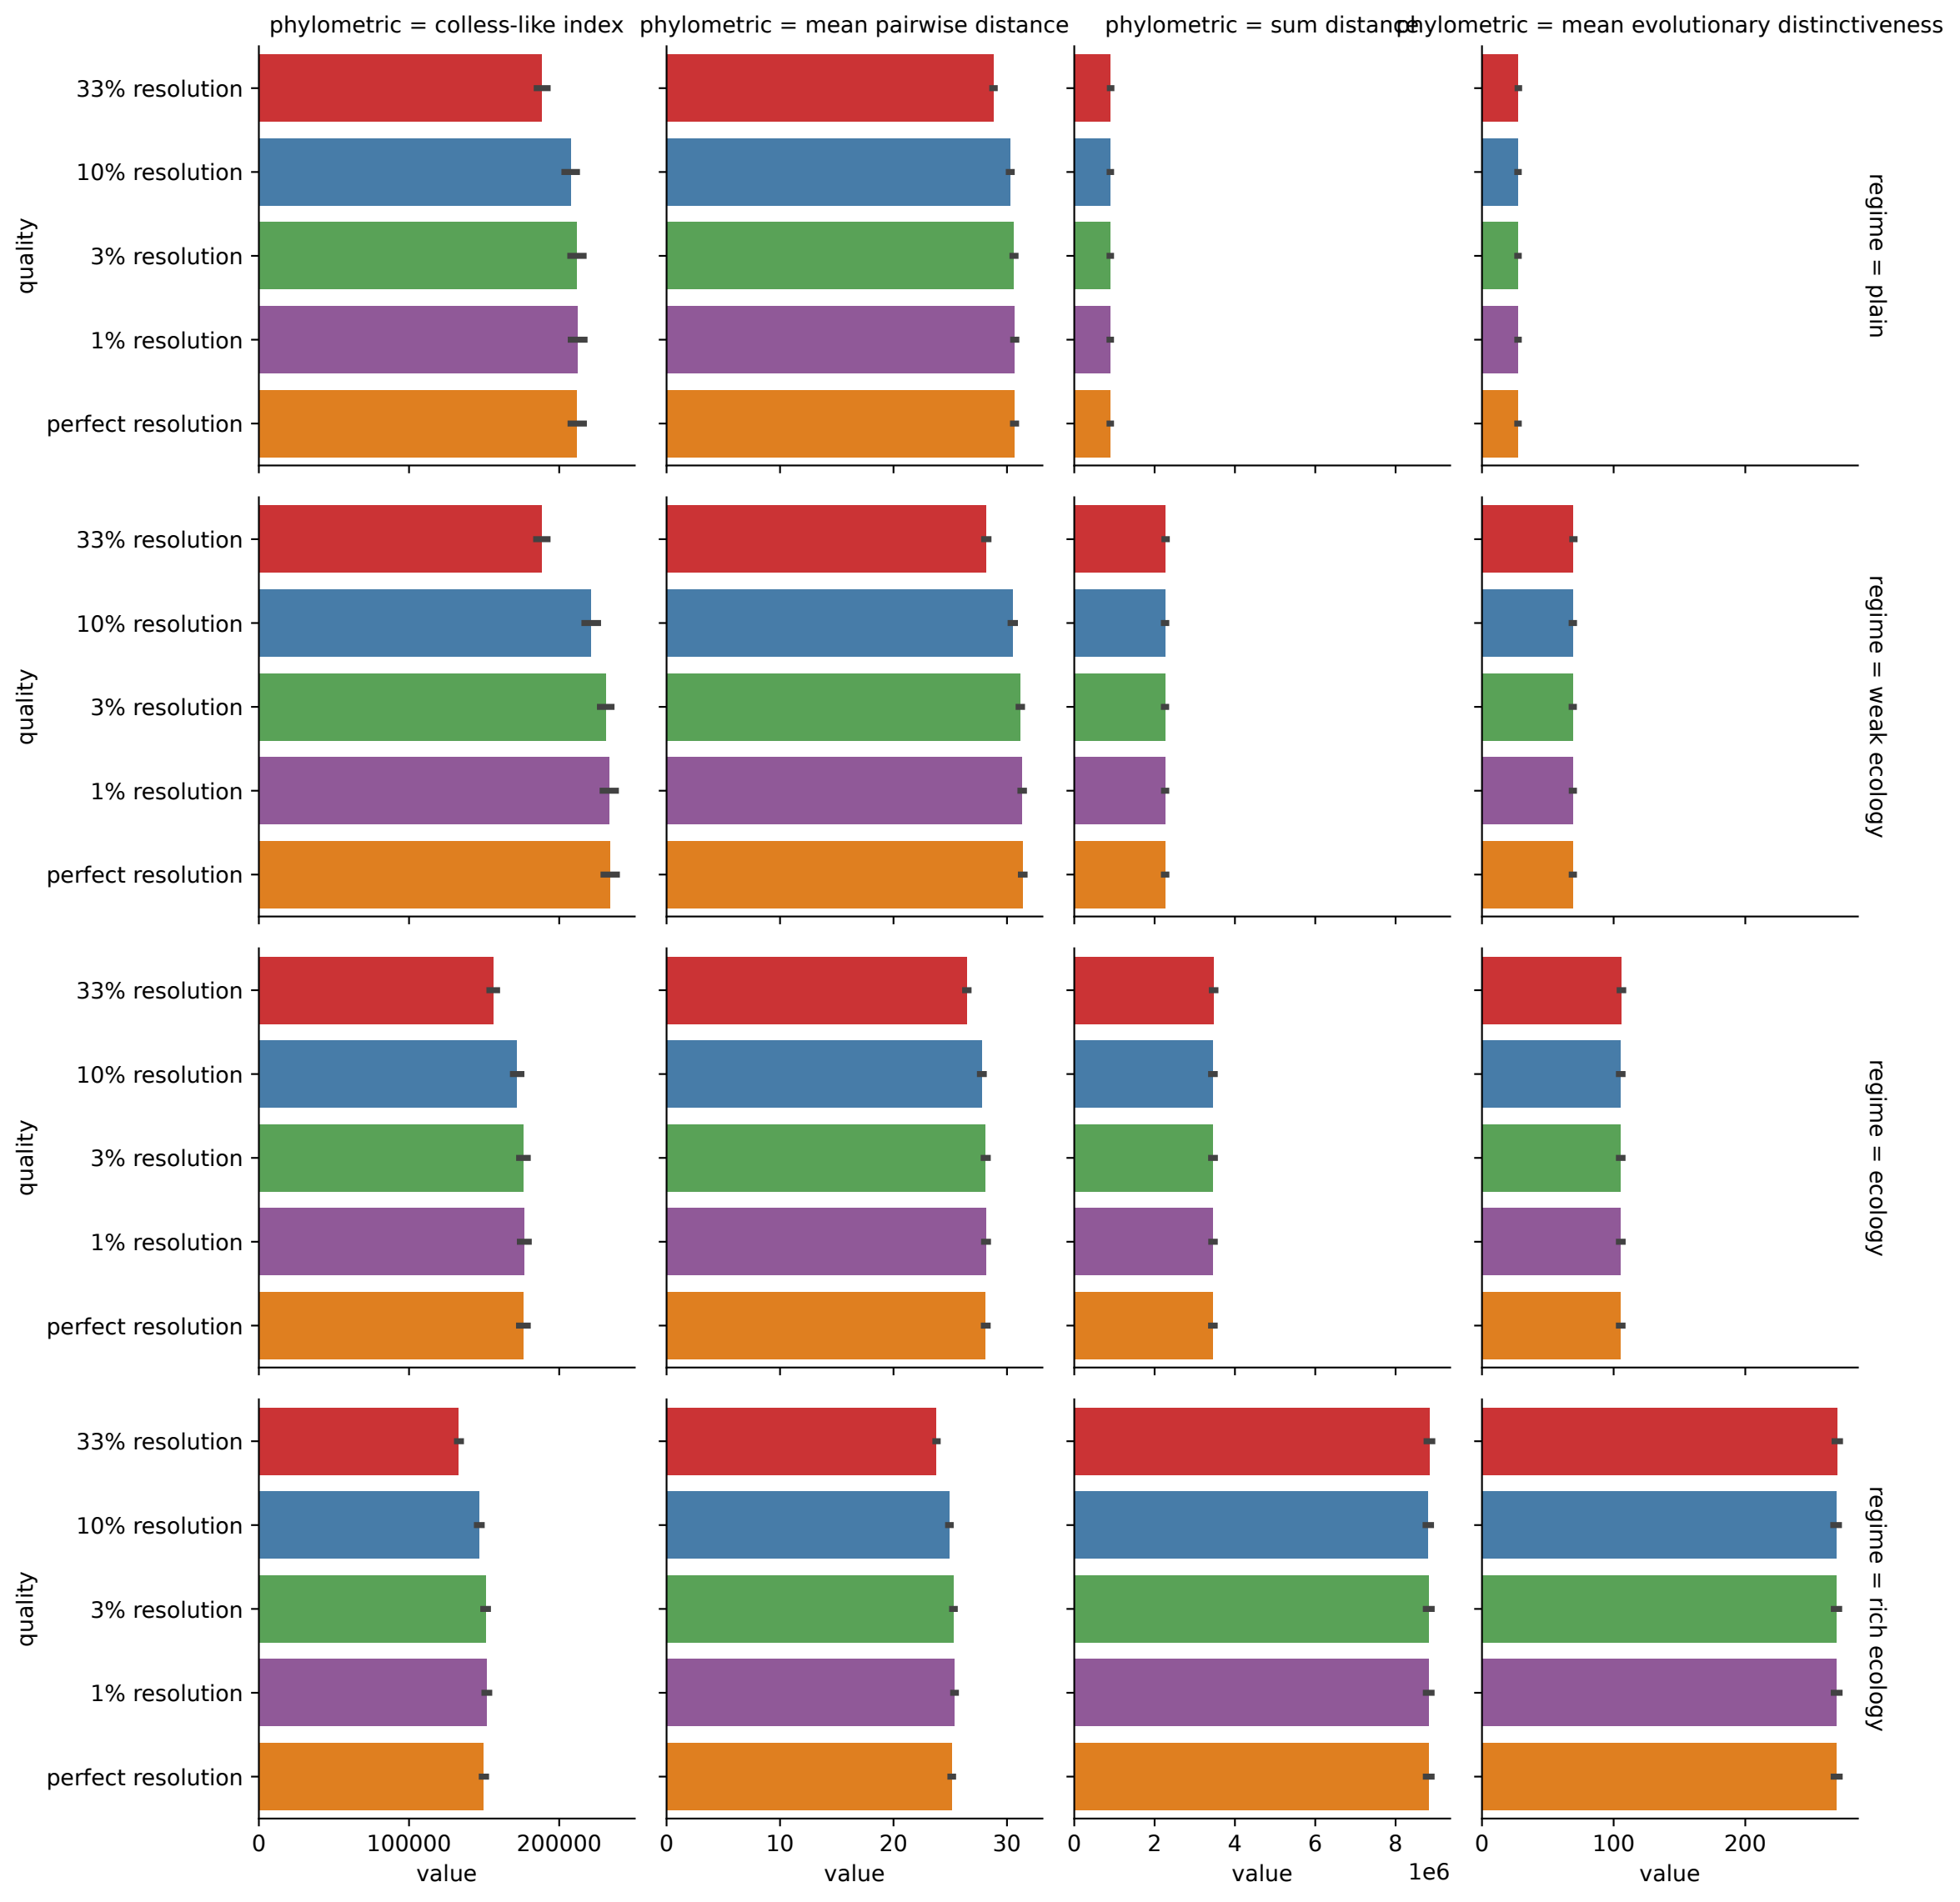 phylometric = colless-like index
phylometric = mean pairwise distance
phylometric = sum distance
phylometric = mean evolutionary distinctiveness
quality
33% resolution
10% resolution
3% resolution
1% resolution
perfect resolution
regime = plain
quality
33% resolution
10% resolution
3% resolution
1% resolution
perfect resolution
regime = weak ecology
quality
33% resolution
10% resolution
3% resolution
1% resolution
perfect resolution
regime = ecology
quality
33% resolution
10% resolution
3% resolution
1% resolution
perfect resolution
regime = rich ecology
0 100000 200000
value
0 10 20 30
value
0 2 4 6 8
1e6
value
0 100 200
value